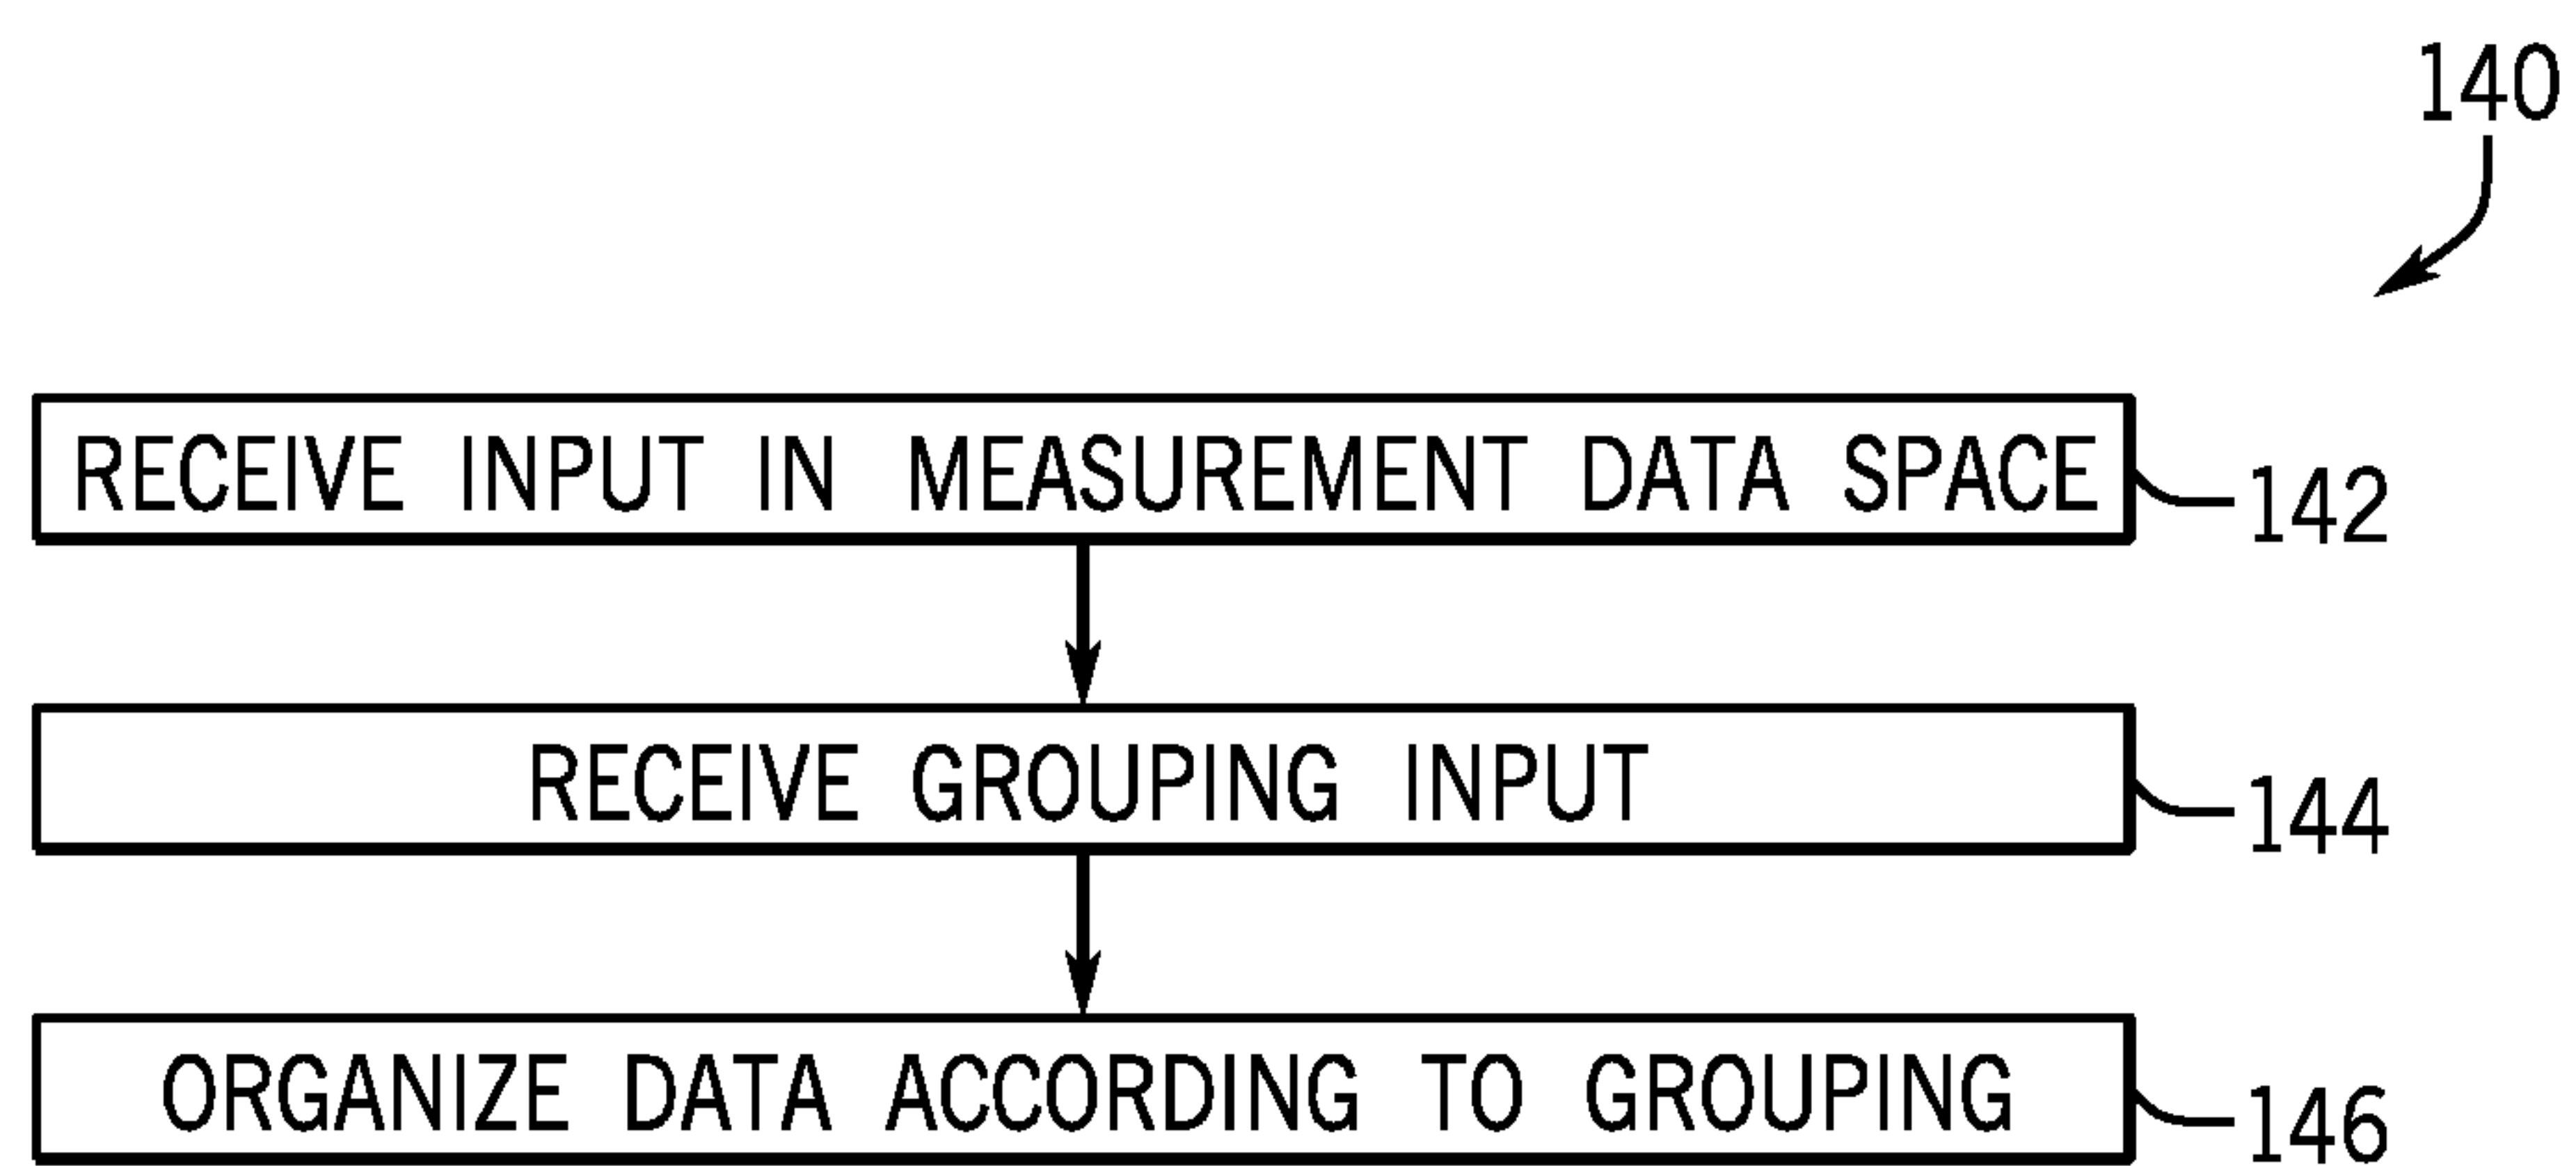 140
RECEIVE INPUT IN MEASUREMENT DATA SPACE
142
RECEIVE GROUPING INPUT
144
ORGANIZE DATA ACCORDING TO GROUPING
146